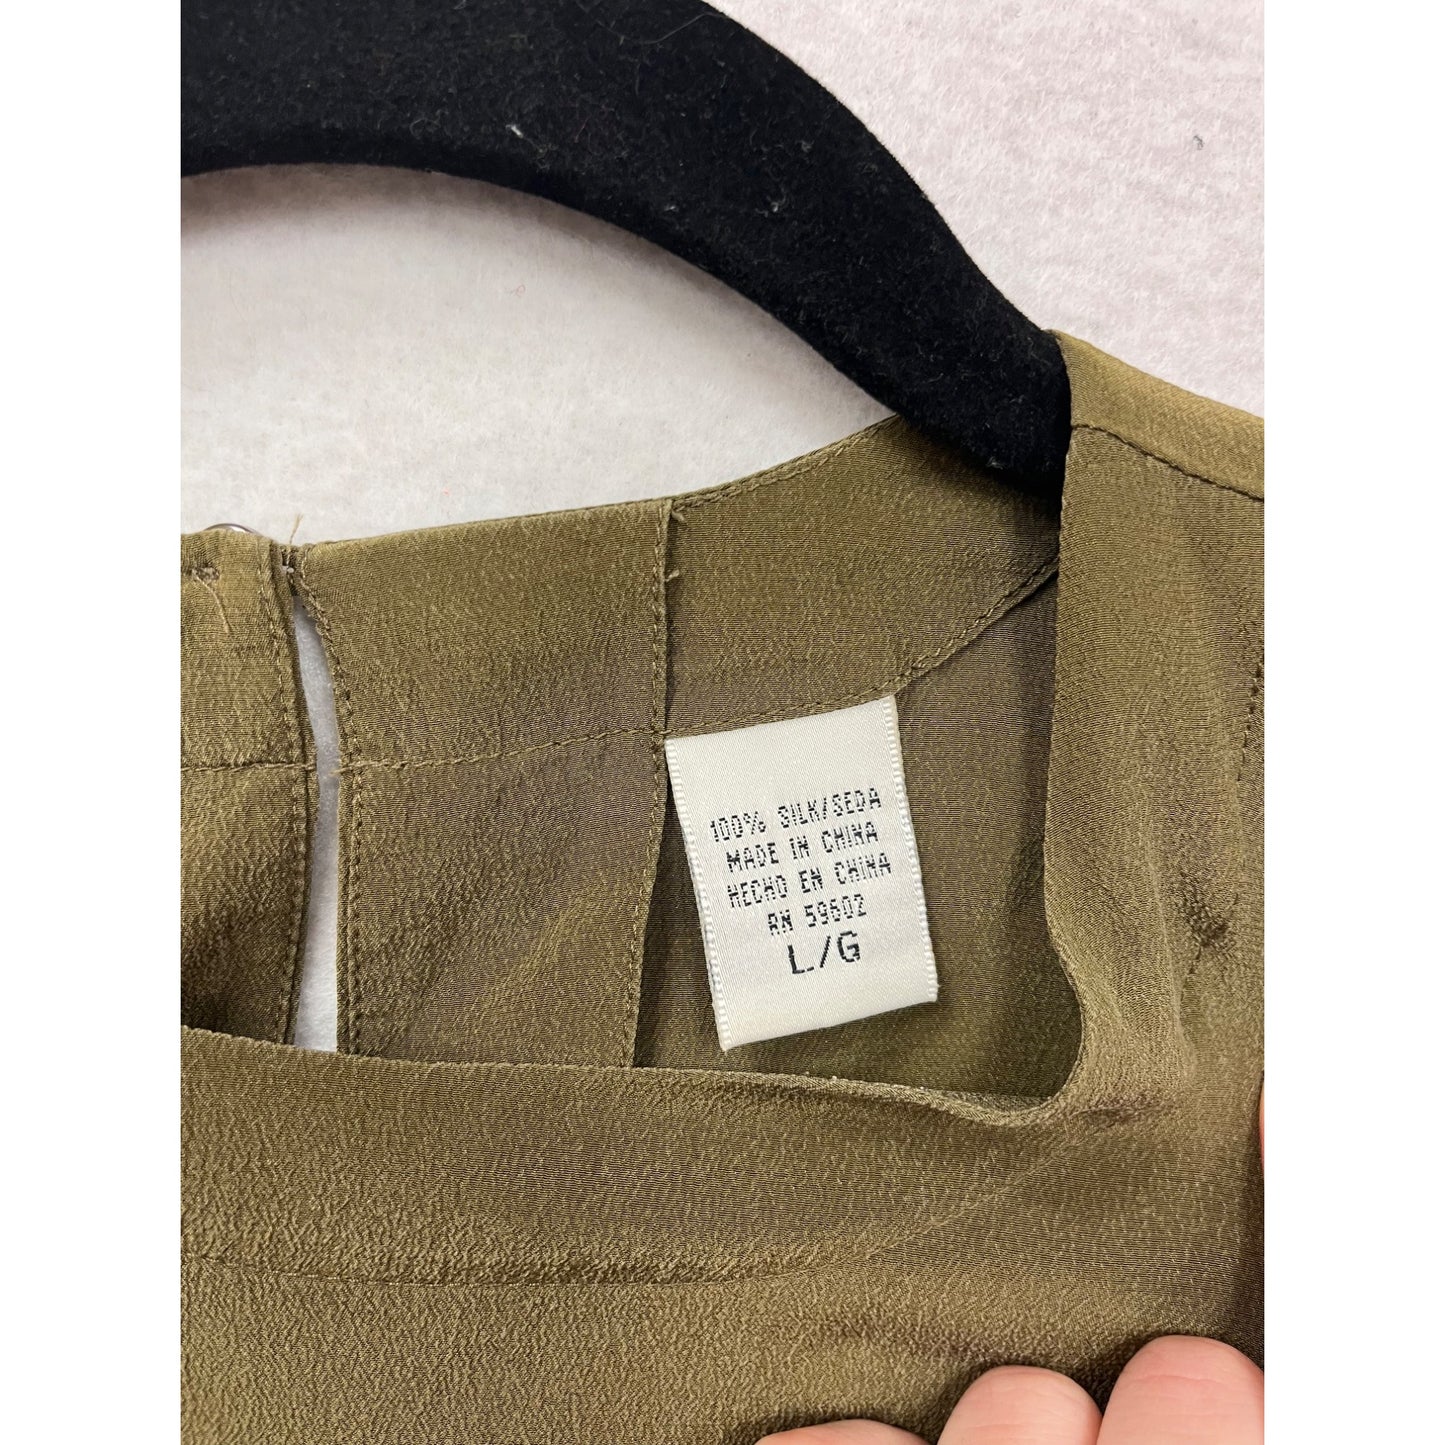 100% SILK/SEDA
MADE IN CHINA
HECHO EN CHINA
RN 59602
L/G